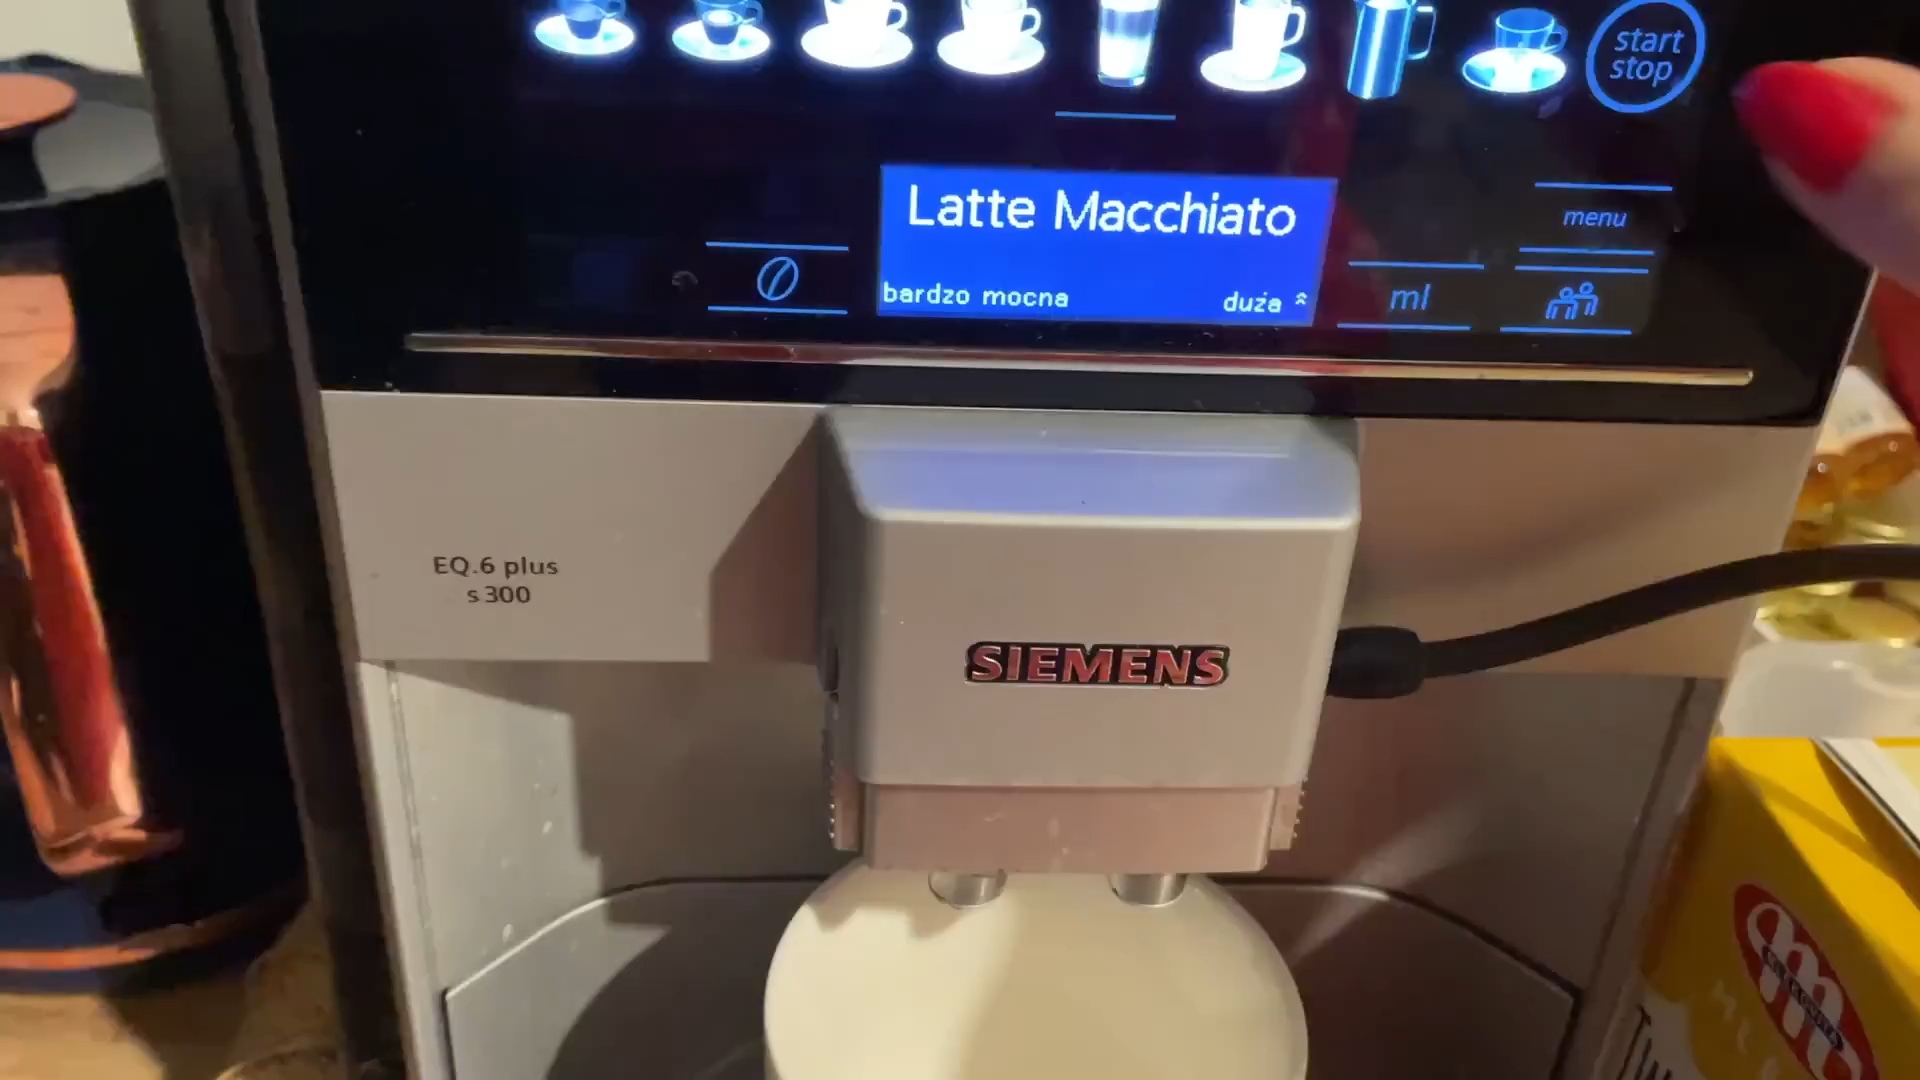 start
stop
Latte Macchiato
menu
bardzo mocna
duża
ml
EQ.6 plus
s300
SIEMENS